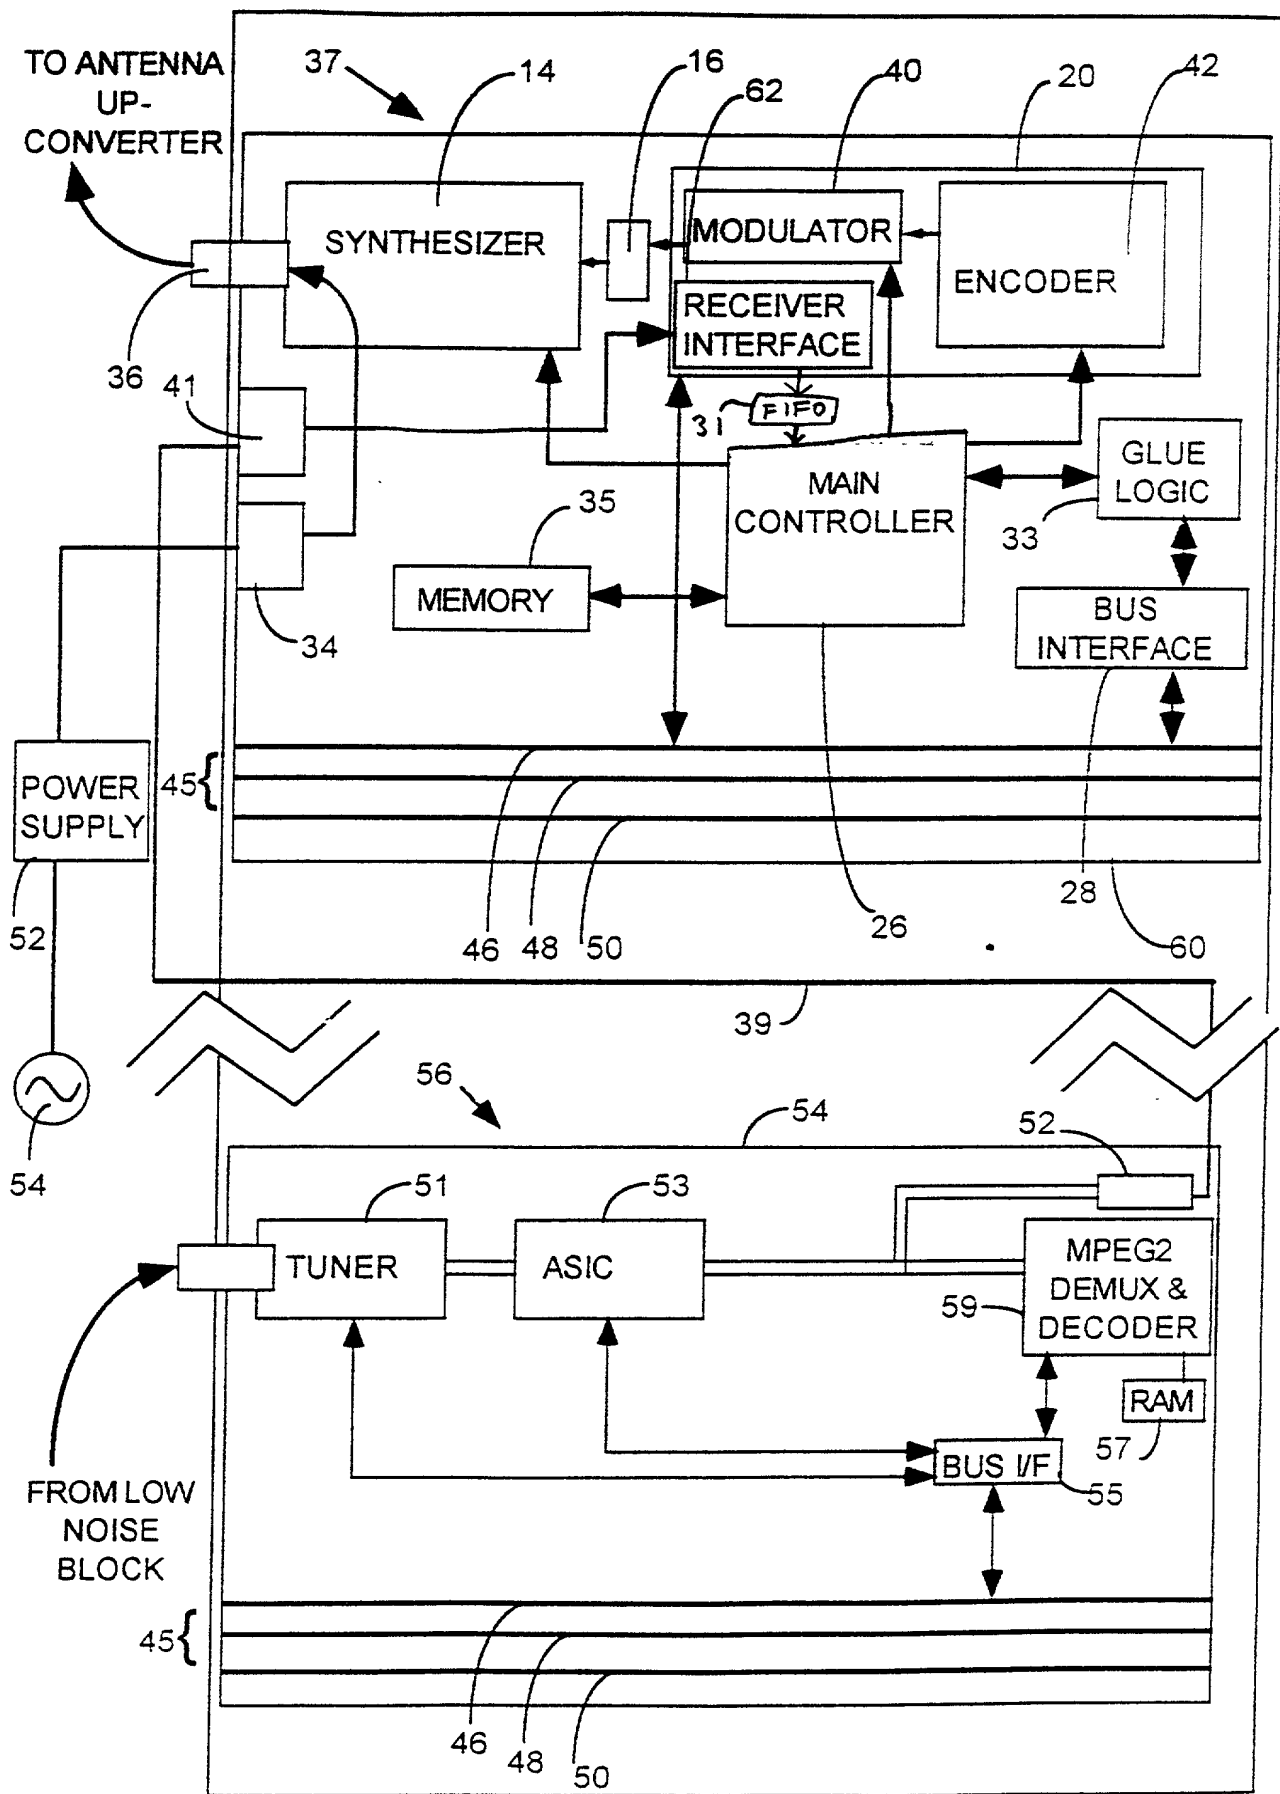 TO ANTENNA
UP-
CONVERTER
37
14
16
62
40
20
42
SYNTHESIZER
MODULATOR
ENCODER
RECEIVER
INTERFACE
36
41
31
FIFO
GLUE
LOGIC
33
MAIN
CONTROLLER
35
MEMORY
34
BUS
INTERFACE
POWER
SUPPLY
45{
52
46
48
50
26
28
60
39
54
56
54
52
51
53
TUNER
ASIC
MPEG2
DEMUX &
DECODER
59
RAM
57
BUS I/F
55
FROM LOW
NOISE
BLOCK
45{
46
48
50